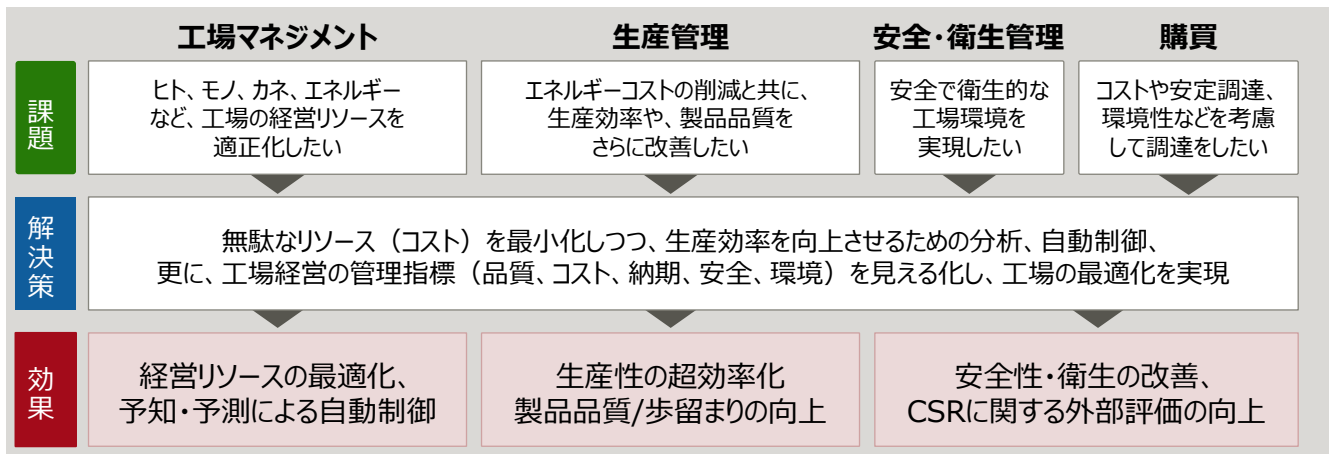 工場マネジメント
生産管理
安全・衛生管理
購買
課題
ヒト、モノ、カネ、エネルギー
など、工場の経営リソースを
適正化したい
エネルギーコストの削減と共に、
生産効率や、製品品質を
さらに改善したい
安全で衛生的な
工場環境を
実現したい
コストや安定調達、
環境性などを考慮
して調達をしたい
解決策
無駄なリソース（コスト）を最小化しつつ、生産効率を向上させるための分析、自動制御、
更に、工場経営の管理指標（品質、コスト、納期、安全、環境）を見える化し、工場の最適化を実現
効果
経営リソースの最適化、
予知・予測による自動制御
生産性の超効率化
製品品質/歩留まりの向上
安全性・衛生の改善、
CSRに関する外部評価の向上